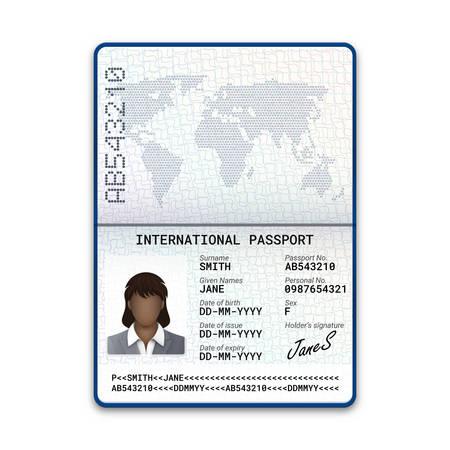 AB543210
INTERNATIONAL PASSPORT
Surname
SMITH
Passport No.
AB543210
Given Names
JANE
Personal No.
0987654321
Date of birth
DD-MM-YYYY
Sex
F
Date of issue
DD-MM-YYYY
Holder's signature
JaneS
Date of expiry
DD-MM-YYYY
P<<SMITH<<JANE<<<<<<<<<<<<<<<<<<<<<<<<<<<<<<
AB543210<<<<DDMMYY<<<<AB543210<<<<DDMMYY<<<<